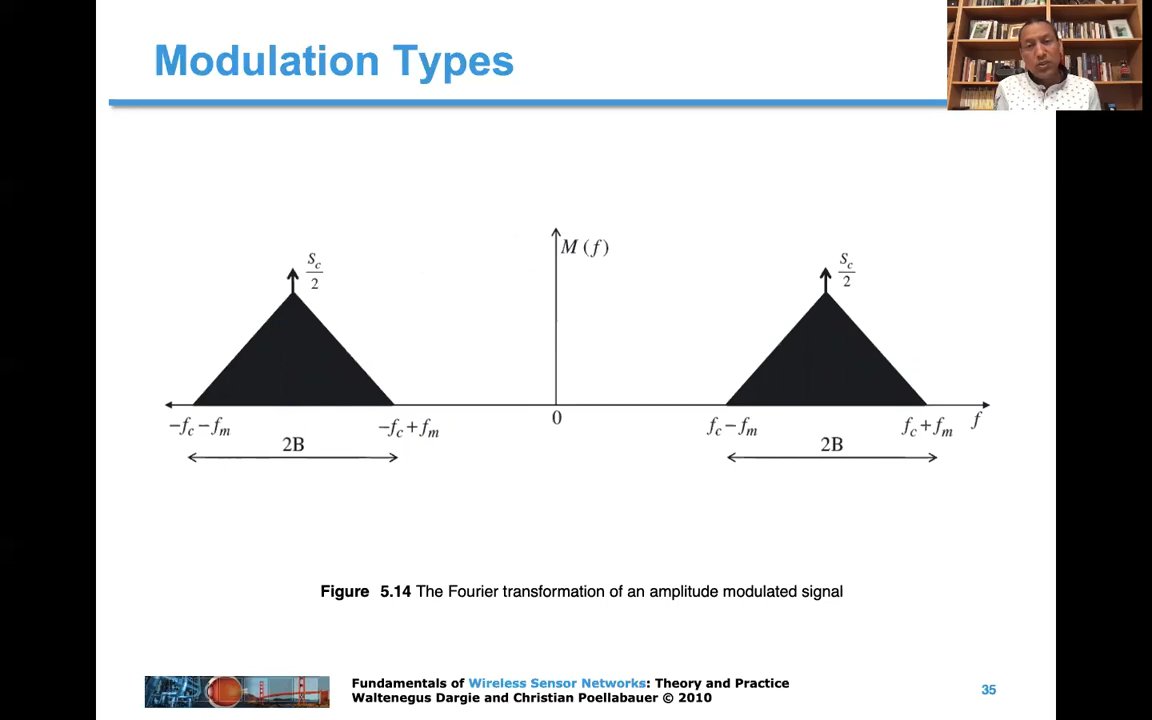 Modulation Types
M (f)
S_c/2
S_c/2
0
f
−f_c−f_m
−f_c+f_m
f_c−f_m
f_c+f_m
2B
2B
Figure 5.14 The Fourier transformation of an amplitude modulated signal
Fundamentals of Wireless Sensor Networks: Theory and Practice
Waltenegus Dargie and Christian Poellabauer © 2010
35